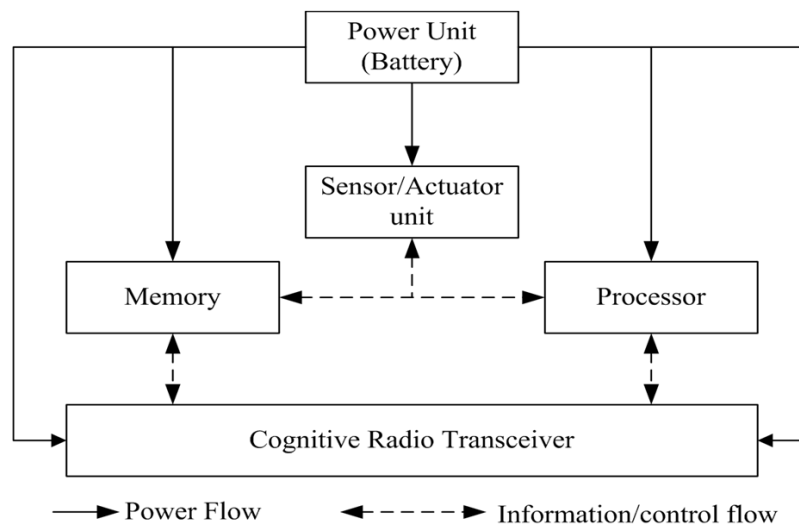 Power Unit
(Battery)
Sensor/Actuator
unit
Memory
Processor
Cognitive Radio Transceiver
Power Flow
Information/control flow